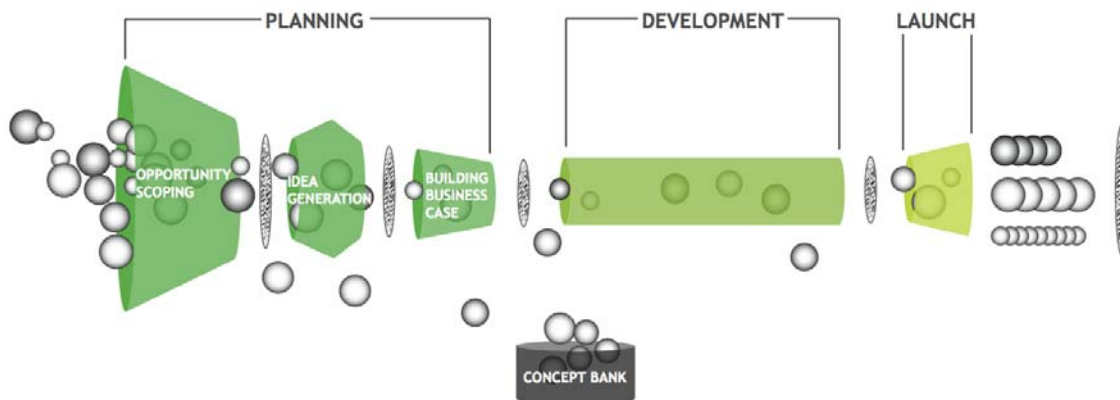 PLANNING
DEVELOPMENT
LAUNCH
OPPORTUNITY
SCOPING
IDEA
GENERATION
BUILDING
BUSINESS
CASE
CONCEPT BANK